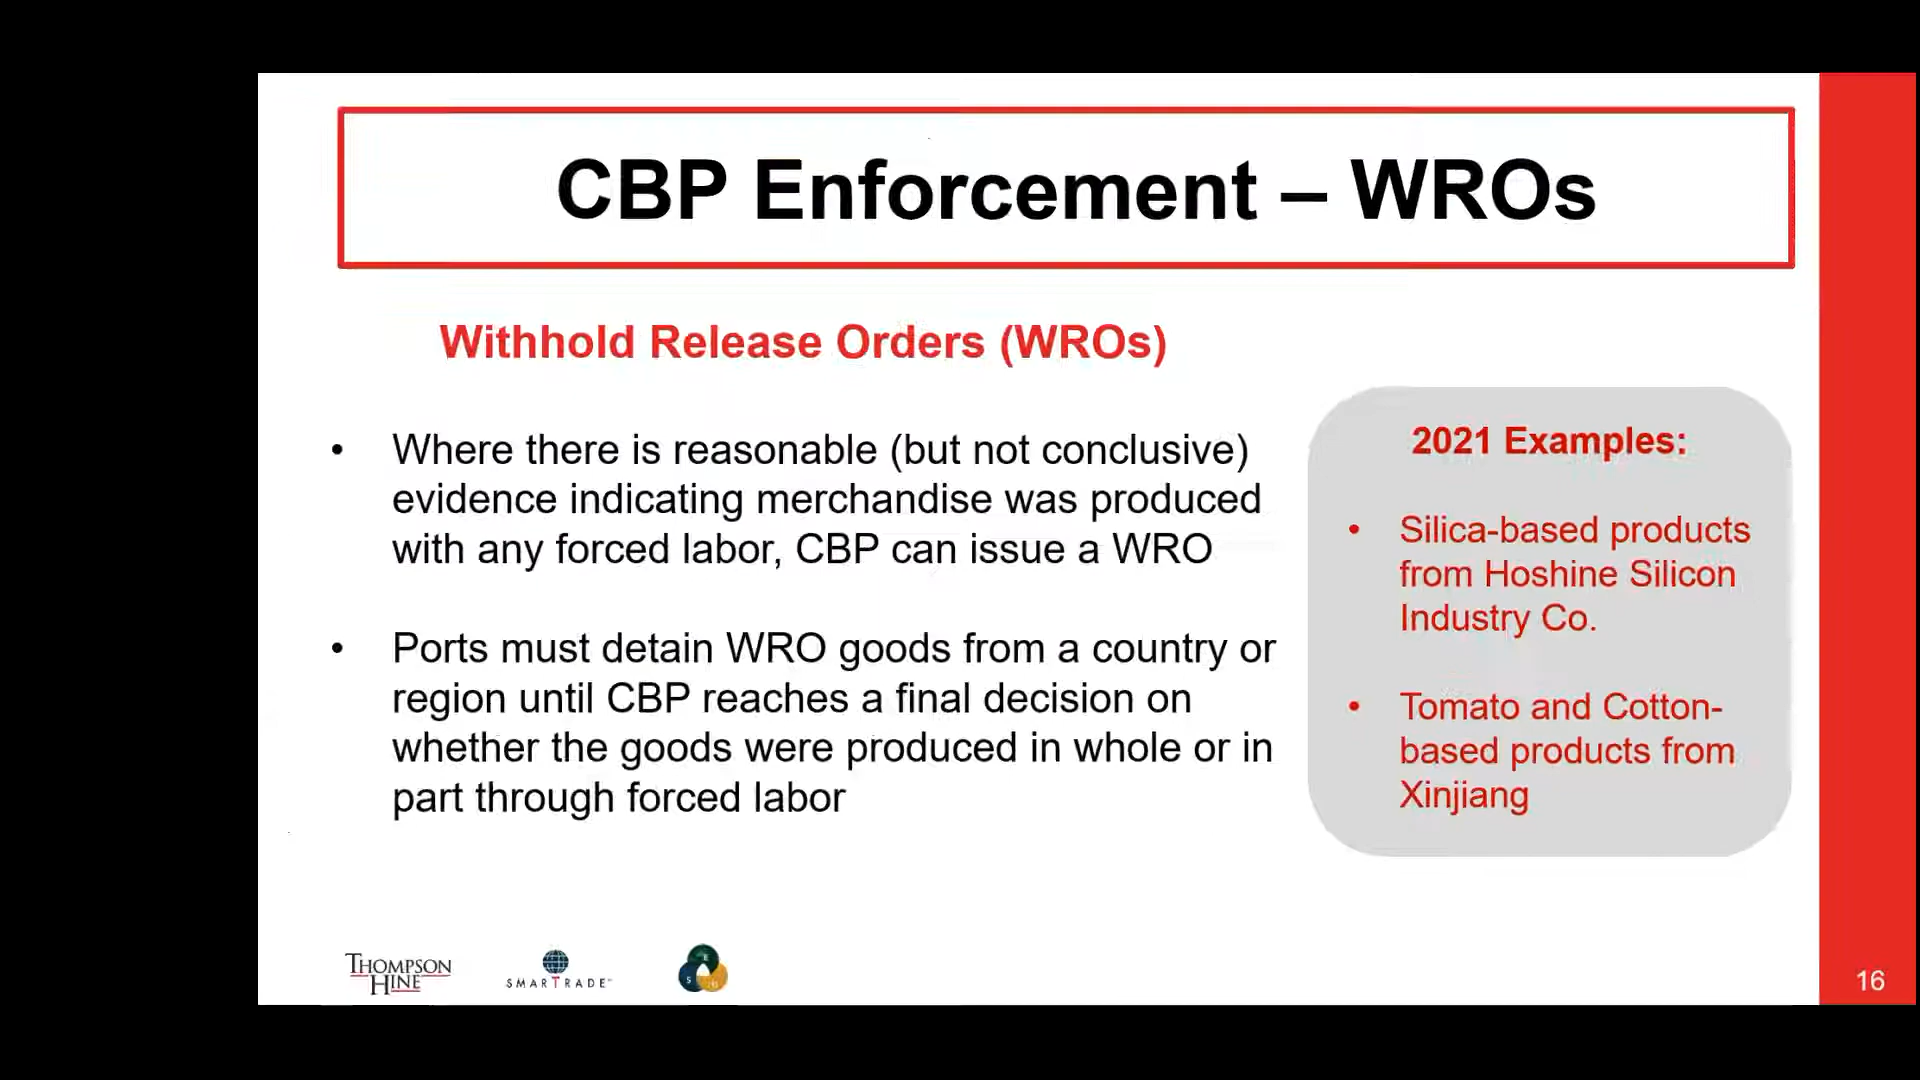 CBP Enforcement – WROs
Withhold Release Orders (WROs)
• Where there is reasonable (but not conclusive)
evidence indicating merchandise was produced
with any forced labor, CBP can issue a WRO
• Ports must detain WRO goods from a country or
region until CBP reaches a final decision on
whether the goods were produced in whole or in
part through forced labor
2021 Examples:
• Silica-based products
from Hoshine Silicon
Industry Co.
• Tomato and Cotton-
based products from
Xinjiang
THOMPSON
HINE
SMARTRADE
E
S
16